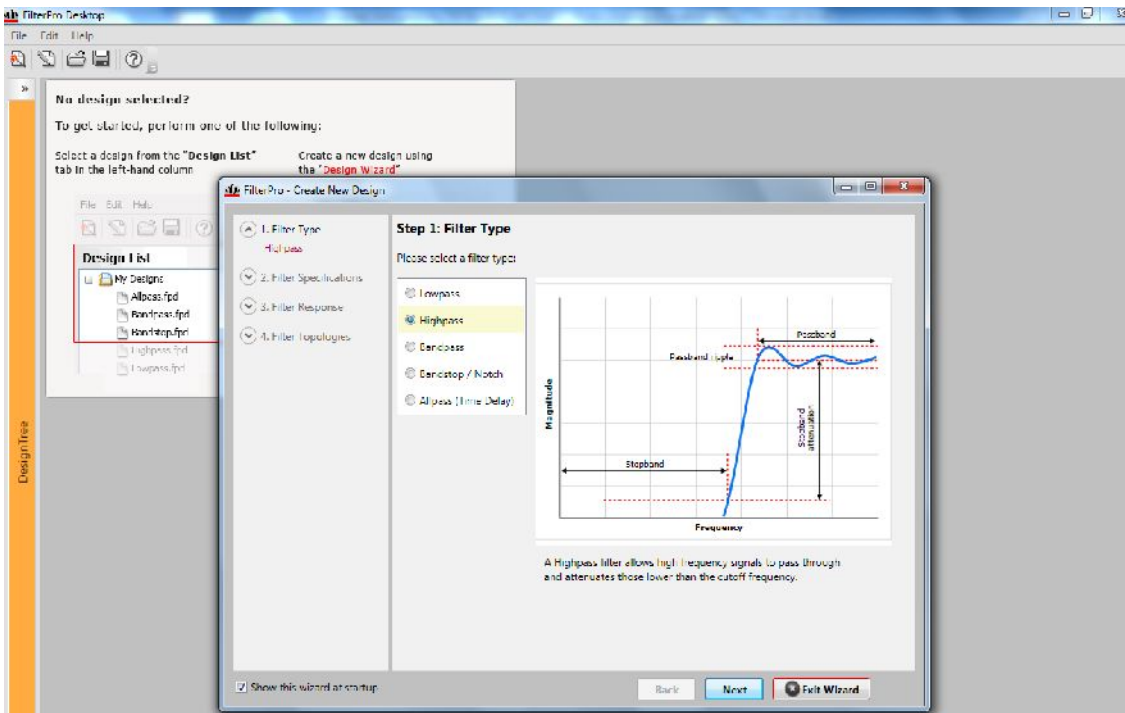 FilterPro Desktop
File Edit Help
»
No design selected?
To get started, perform one of the following:
Select a design from the "Design List"
tab in the left-hand column
Create a new design using
the "Design Wizard"
File Edit Help
Design List
My Designs
Allpass.fpd
Bandpass.fpd
Bandstop.fpd
Highpass.fpd
Lowpass.fpd
DesignTree
FilterPro - Create New Design
1. Filter Type
Highpass
2. Filter Specifications
3. Filter Response
4. Filter Topologies
Step 1: Filter Type
Please select a filter type:
Lowpass
Highpass
Bandpass
Bandstop / Notch
Allpass (Time Delay)
Passband
Passband ripple
Magnitude
Stopband
attenuation
Stopband
Frequency
A Highpass filter allows high frequency signals to pass through
and attenuates those lower than the cutoff frequency.
Show this wizard at startup
Back
Next
Exit Wizard